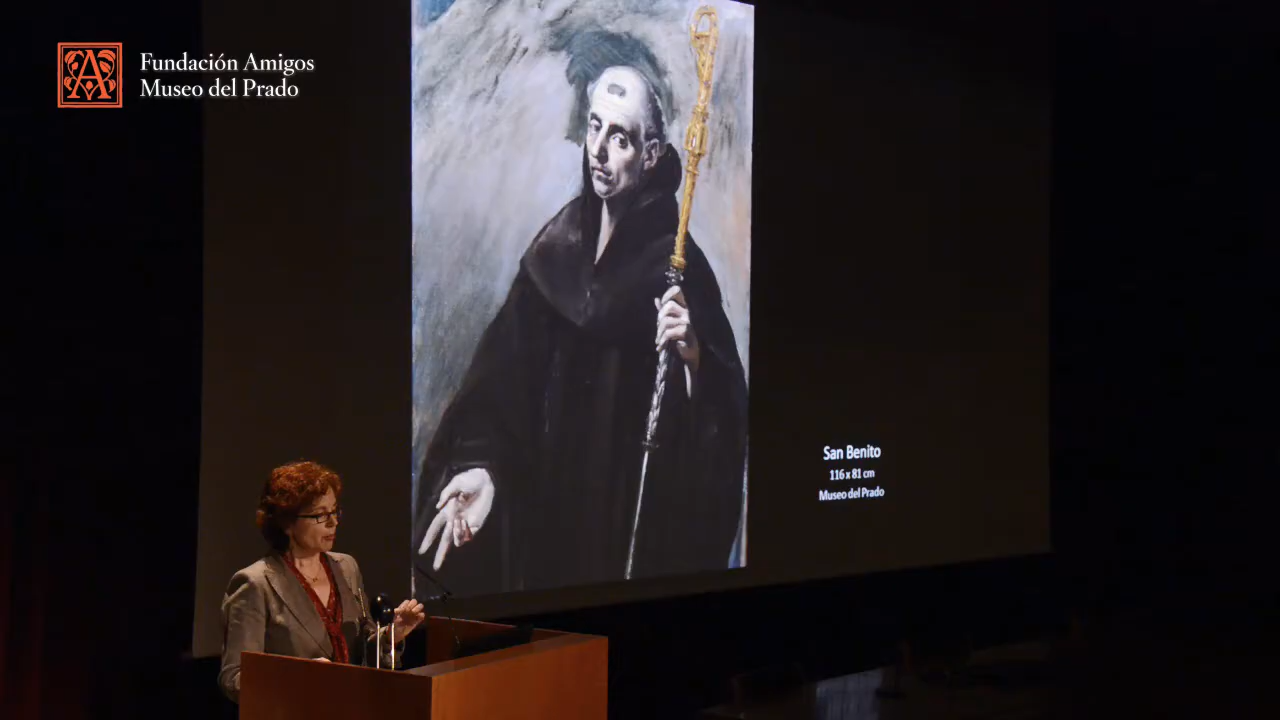 Fundación Amigos
Museo del Prado
San Benito
116 x 81 cm
Museo del Prado